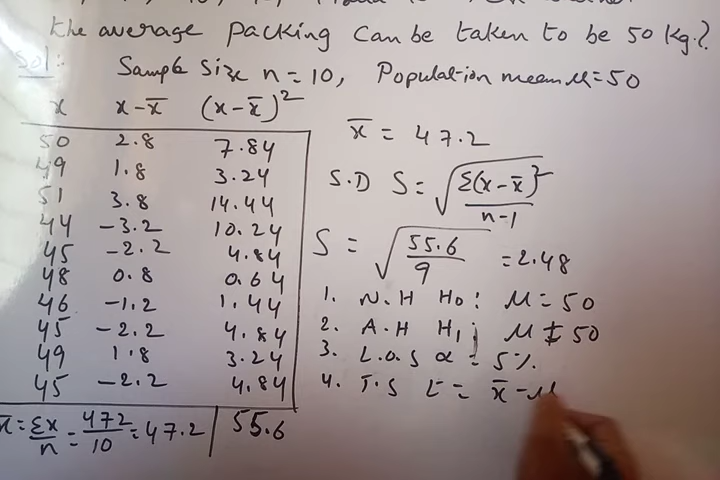 the average packing can be taken to be 50 kg.?
Sol:- Sample size n = 10, Population mean μ = 50
x x-x̄ (x-x̄)²
50 2.8 7.84
49 1.8 3.24
51 3.8 14.44
44 -3.2 10.24
45 -2.2 4.84
48 0.8 0.64
46 -1.2 1.44
45 -2.2 4.84
49 1.8 3.24
45 -2.2 4.84
x̄ = Σx/n = 472/10 = 47.2 55.6
x̄ = 47.2
S.D S = √(Σ(x-x̄)²/n-1)
S = √(55.6/9) = 2.48
1. N.H H₀: μ = 50
2. A.H H₁: μ ≠ 50
3. L.O.S α = 5%.
4. T.S t = x̄-μ